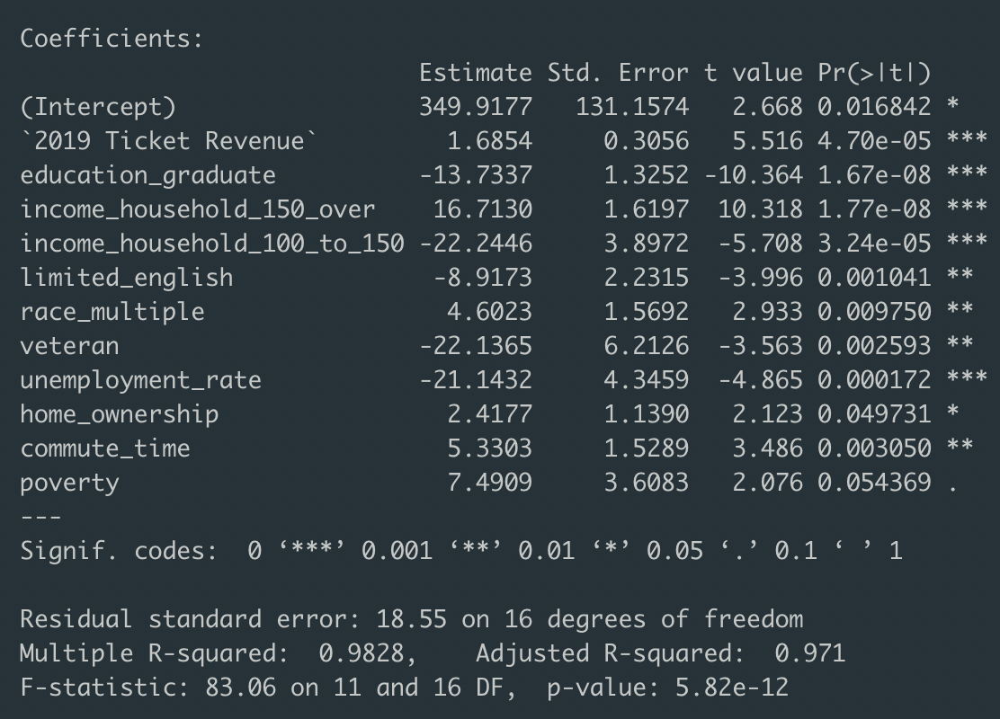 Coefficients:
Estimate Std. Error t value Pr(>|t|)
(Intercept) 349.9177 131.1574 2.668 0.016842 *
`2019 Ticket Revenue` 1.6854 0.3056 5.516 4.70e-05 ***
education_graduate -13.7337 1.3252 -10.364 1.67e-08 ***
income_household_150_over 16.7130 1.6197 10.318 1.77e-08 ***
income_household_100_to_150 -22.2446 3.8972 -5.708 3.24e-05 ***
limited_english -8.9173 2.2315 -3.996 0.001041 **
race_multiple 4.6023 1.5692 2.933 0.009750 **
veteran -22.1365 6.2126 -3.563 0.002593 **
unemployment_rate -21.1432 4.3459 -4.865 0.000172 ***
home_ownership 2.4177 1.1390 2.123 0.049731 *
commute_time 5.3303 1.5289 3.486 0.003050 **
poverty 7.4909 3.6083 2.076 0.054369 .
---
Signif. codes: 0 ‘***’ 0.001 ‘**’ 0.01 ‘*’ 0.05 ‘.’ 0.1 ‘ ’ 1
Residual standard error: 18.55 on 16 degrees of freedom
Multiple R-squared: 0.9828, Adjusted R-squared: 0.971
F-statistic: 83.06 on 11 and 16 DF, p-value: 5.82e-12